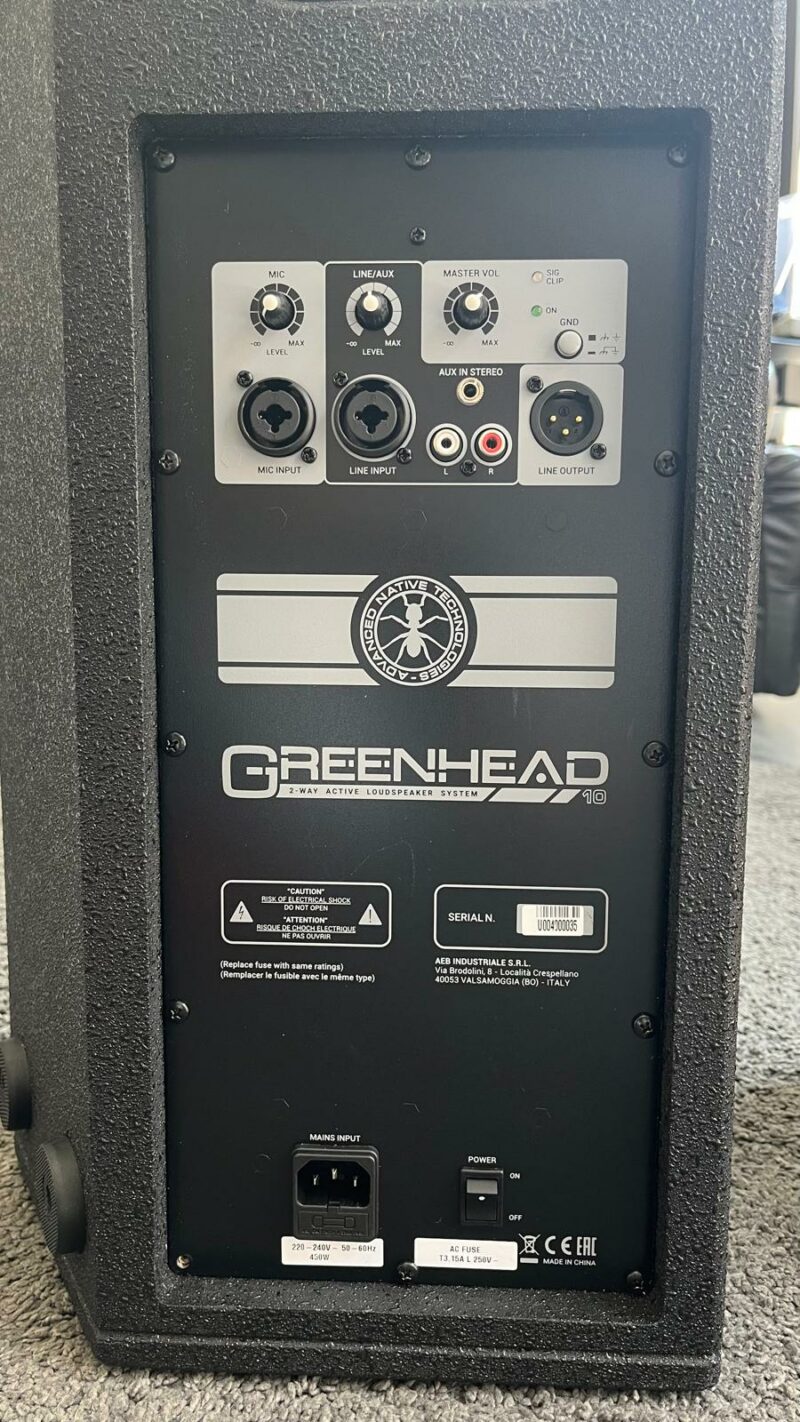 MIC
-∞ MAX
LEVEL
LINE/AUX
-∞ MAX
LEVEL
MASTER VOL
-∞ MAX
SIG
CLIP
ON
GND
AUX IN STEREO
L R
MIC INPUT
LINE INPUT
LINE OUTPUT
ADVANCED NATIVE TECHNOLOGIES -
GREENHEAD
2-WAY ACTIVE LOUDSPEAKER SYSTEM
10
"CAUTION"
RISK OF ELECTRICAL SHOCK
DO NOT OPEN
"ATTENTION"
RISQUE DE CHOCH ELECTRIQUE
NE PAS OUVRIR
(Replace fuse with same ratings)
(Remplacer le fusible avec le même type)
SERIAL N.
U004000035
AEB INDUSTRIALE S.R.L.
Via Brodolini, 8 - Località Crespellano
40053 VALSAMOGGIA (BO) - ITALY
MAINS INPUT
220-240V~ 50-60Hz
450W
POWER
ON
OFF
AC FUSE
T3.15A L 250V~
CE EAC
MADE IN CHINA